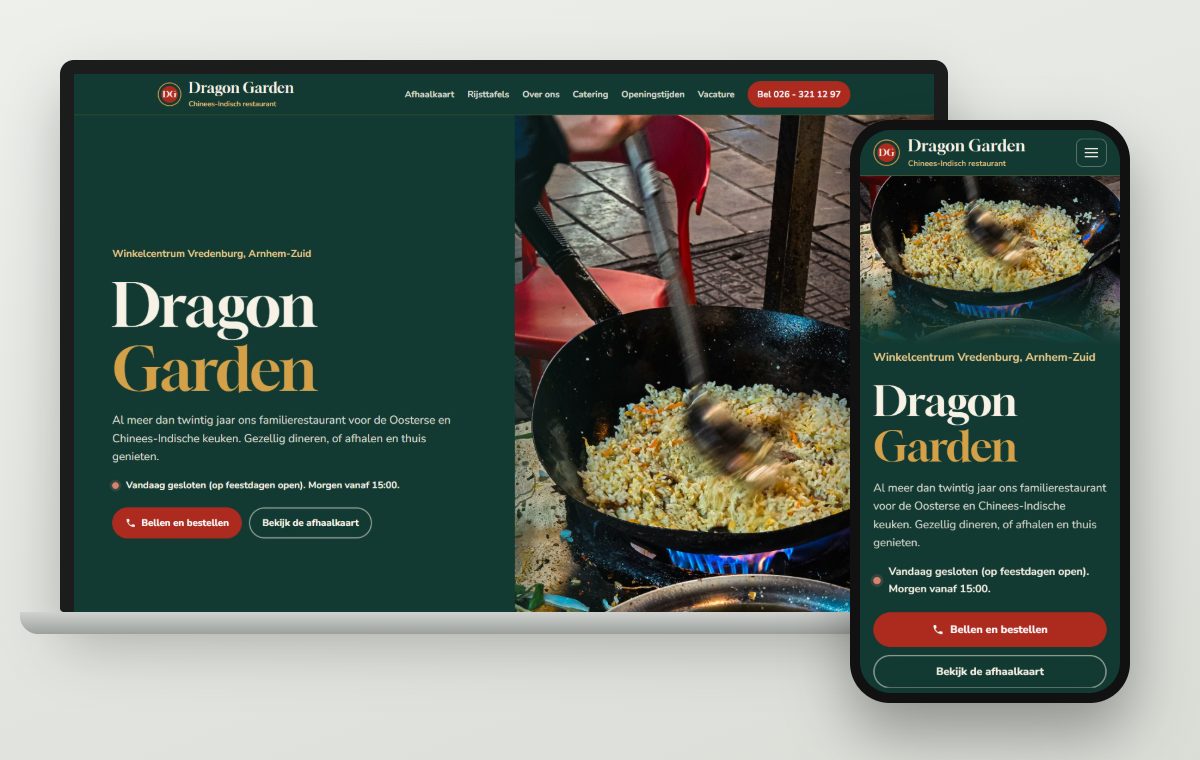 DG
Dragon Garden
Chinees-Indisch restaurant
Afhaalkaart Rijsttafels Over ons Catering Openingstijden Vacature Bel 026 - 321 12 97
Winkelcentrum Vredenburg, Arnhem-Zuid
Dragon
Garden
Al meer dan twintig jaar ons familierestaurant voor de Oosterse en
Chinees-Indische keuken. Gezellig dineren, of afhalen en thuis
genieten.
Vandaag gesloten (op feestdagen open). Morgen vanaf 15:00.
Bellen en bestellen Bekijk de afhaalkaart
DG
Dragon Garden
Chinees-Indisch restaurant
Winkelcentrum Vredenburg, Arnhem-Zuid
Dragon
Garden
Al meer dan twintig jaar ons familierestaurant
voor de Oosterse en Chinees-Indische
keuken. Gezellig dineren, of afhalen en thuis
genieten.
Vandaag gesloten (op feestdagen open).
Morgen vanaf 15:00.
Bellen en bestellen
Bekijk de afhaalkaart